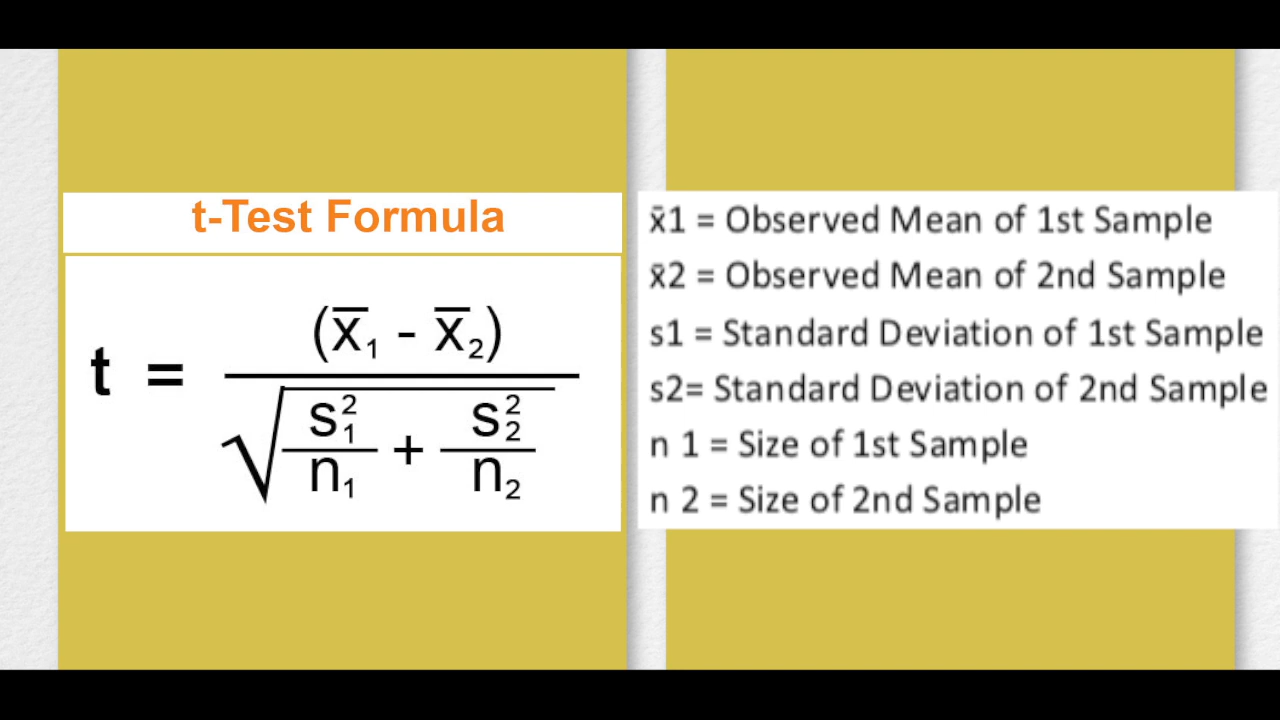 t-Test Formula
t = (x̅₁ - x̅₂) / √(s₁²/n₁ + s₂²/n₂)
x̄1 = Observed Mean of 1st Sample
x̄2 = Observed Mean of 2nd Sample
s1 = Standard Deviation of 1st Sample
s2= Standard Deviation of 2nd Sample
n 1 = Size of 1st Sample
n 2 = Size of 2nd Sample